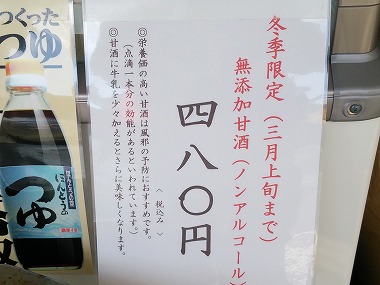 冬季限定（三月上旬まで）
無添加甘酒（ノンアルコール）
四八〇円
〈税込み〉
◎栄養価の高い甘酒は風邪の予防におすすめです。
（点滴一本分の効能があるといわれています。）
◎甘酒に牛乳を少々加えるとさらに美味しくなります。
つくった
つゆ
にんとうの
つゆ